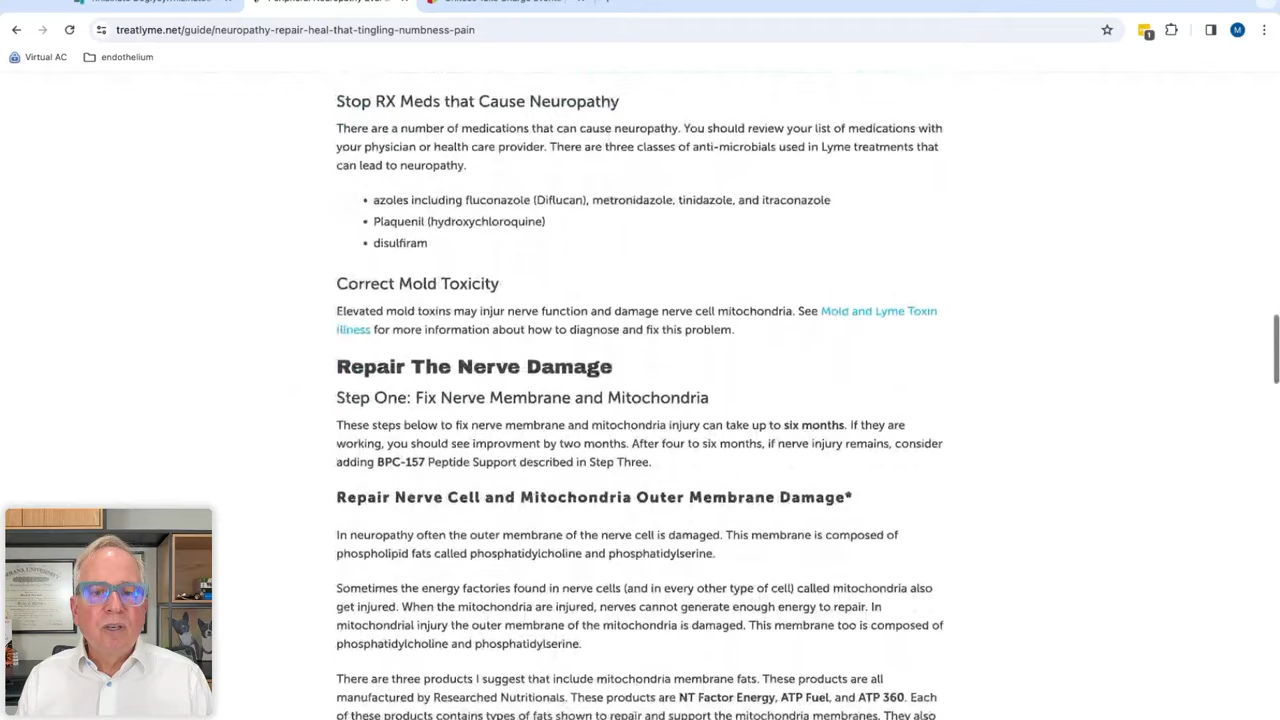 treatlyme.net/guide/neuropathy-repair-heal-that-tingling-numbness-pain
1
M
Virtual AC
endothelium
Stop RX Meds that Cause Neuropathy
There are a number of medications that can cause neuropathy. You should review your list of medications with
your physician or health care provider. There are three classes of anti-microbials used in Lyme treatments that
can lead to neuropathy.
• azoles including fluconazole (Diflucan), metronidazole, tinidazole, and itraconazole
• Plaquenil (hydroxychloroquine)
• disulfiram
Correct Mold Toxicity
Elevated mold toxins may injur nerve function and damage nerve cell mitochondria. See Mold and Lyme Toxin
Illness for more information about how to diagnose and fix this problem.
Repair The Nerve Damage
Step One: Fix Nerve Membrane and Mitochondria
These steps below to fix nerve membrane and mitochondria injury can take up to six months. If they are
working, you should see improvment by two months. After four to six months, if nerve injury remains, consider
adding BPC-157 Peptide Support described in Step Three.
Repair Nerve Cell and Mitochondria Outer Membrane Damage*
In neuropathy often the outer membrane of the nerve cell is damaged. This membrane is composed of
phospholipid fats called phosphatidylcholine and phosphatidylserine.
Sometimes the energy factories found in nerve cells (and in every other type of cell) called mitochondria also
get injured. When the mitochondria are injured, nerves cannot generate enough energy to repair. In
mitochondrial injury the outer membrane of the mitochondria is damaged. This membrane too is composed of
phosphatidylcholine and phosphatidylserine.
There are three products I suggest that include mitochondria membrane fats. These products are all
manufactured by Researched Nutritionals. These products are NT Factor Energy, ATP Fuel, and ATP 360. Each
of these products contains types of fats shown to repair and support the mitochondria membranes. They also